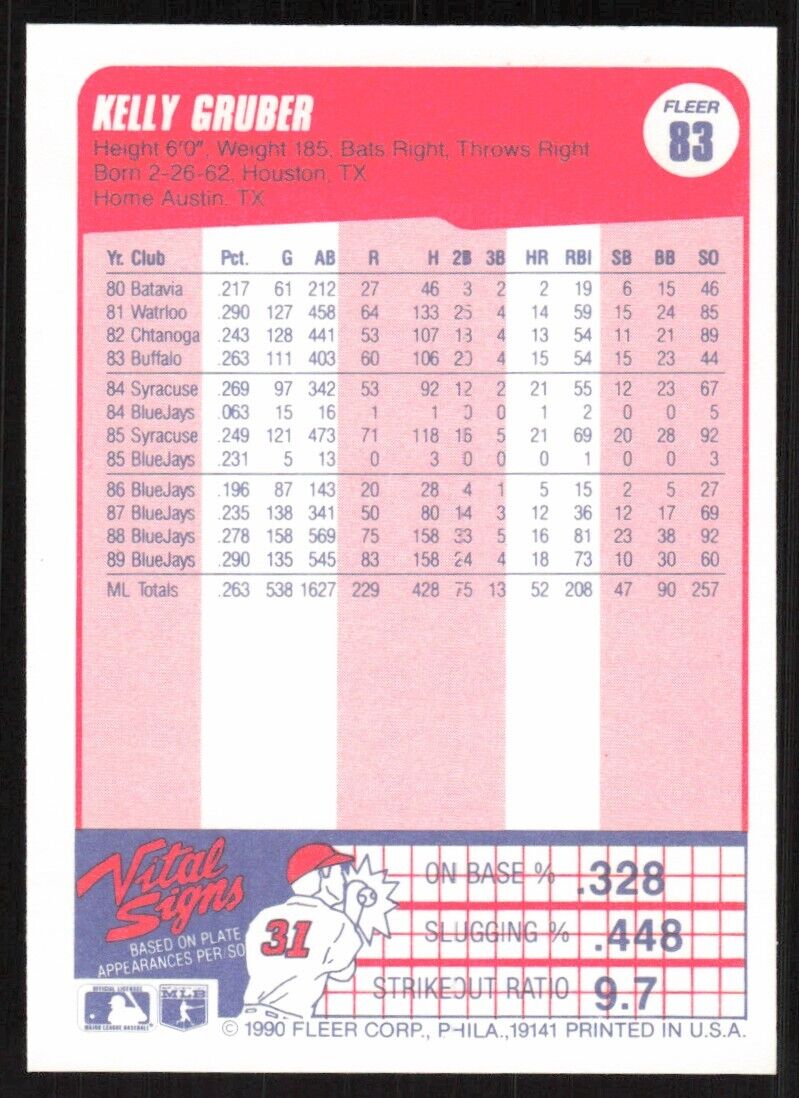 KELLY GRUBER
FLEER
83
Height 6'0", Weight 185, Bats Right, Throws Right
Born 2-26-62, Houston, TX
Home Austin, TX
Yr. Club Pct. G AB R H 2B 3B HR RBI SB BB SO
80 Batavia .217 61 212 27 46 3 2 2 19 6 15 46
81 Watrloo .290 127 458 64 133 25 4 14 59 15 24 85
82 Chtanoga .243 128 441 53 107 18 4 13 54 11 21 89
83 Buffalo .263 111 403 60 106 20 4 15 54 15 23 44
84 Syracuse .269 97 342 53 92 12 2 21 55 12 23 67
84 BlueJays .063 15 16 1 1 0 0 1 2 0 0 5
85 Syracuse .249 121 473 71 118 16 5 21 69 20 28 92
85 BlueJays .231 5 13 0 3 0 0 0 1 0 0 3
86 BlueJays .196 87 143 20 28 4 1 5 15 2 5 27
87 BlueJays .235 138 341 50 80 14 3 12 36 12 17 69
88 BlueJays .278 158 569 75 158 33 5 16 81 23 38 92
89 BlueJays .290 135 545 83 158 24 4 18 73 10 30 60
ML Totals .263 538 1627 229 428 75 13 52 208 47 90 257
Vital Signs
BASED ON PLATE
APPEARANCES PER SO
31
ON BASE % .328
SLUGGING % .448
STRIKEOUT RATIO 9.7
OFFICIAL LICENSEE
MAJOR LEAGUE BASEBALL
MLB
© 1990 FLEER CORP., PHILA., 19141 PRINTED IN U.S.A.